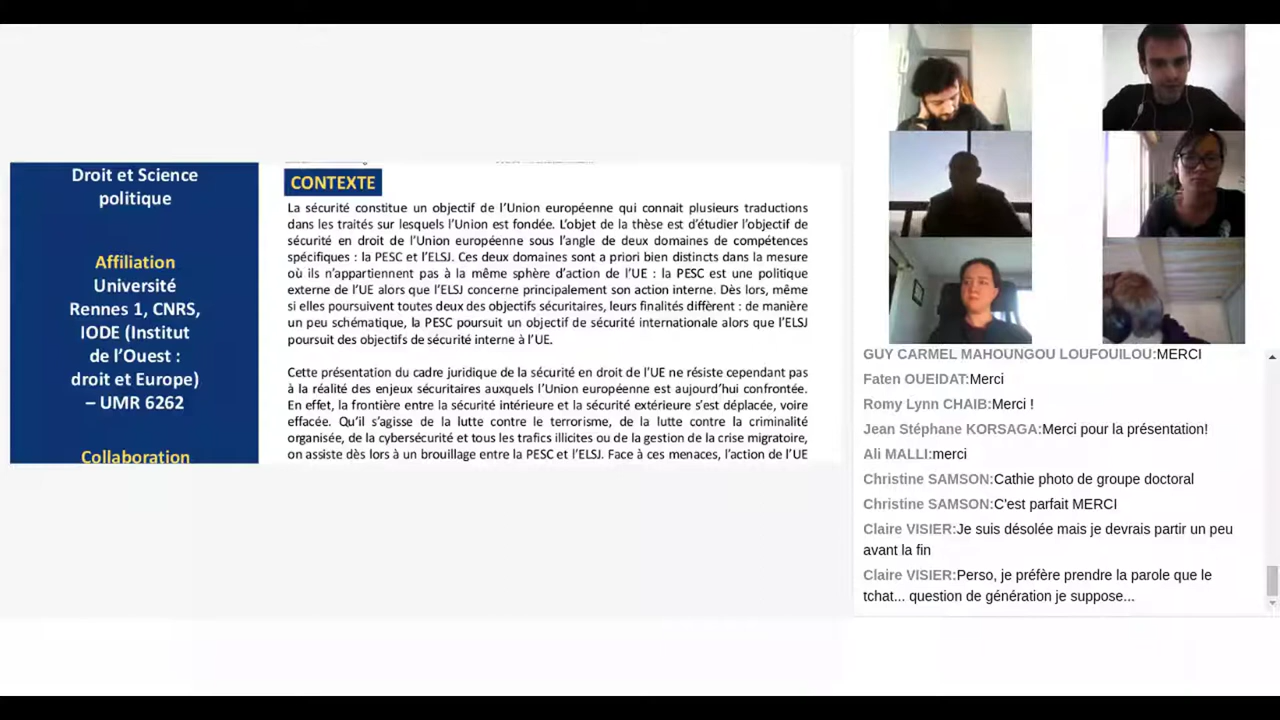 Droit et Science
politique
Affiliation
Université
Rennes 1, CNRS,
IODE (Institut
de l'Ouest :
droit et Europe)
– UMR 6262
Collaboration
CONTEXTE
La sécurité constitue un objectif de l'Union européenne qui connait plusieurs traductions
dans les traités sur lesquels l'Union est fondée. L'objet de la thèse est d'étudier l'objectif de
sécurité en droit de l'Union européenne sous l'angle de deux domaines de compétences
spécifiques : la PESC et l'ELSJ. Ces deux domaines sont a priori bien distincts dans la mesure
où ils n'appartiennent pas à la même sphère d'action de l'UE : la PESC est une politique
externe de l'UE alors que l'ELSJ concerne principalement son action interne. Dès lors, même
si elles poursuivent toutes deux des objectifs sécuritaires, leurs finalités diffèrent : de manière
un peu schématique, la PESC poursuit un objectif de sécurité internationale alors que l'ELSJ
poursuit des objectifs de sécurité interne à l'UE.
Cette présentation du cadre juridique de la sécurité en droit de l'UE ne résiste cependant pas
à la réalité des enjeux sécuritaires auxquels l'Union européenne est aujourd'hui confrontée.
En effet, la frontière entre la sécurité intérieure et la sécurité extérieure s'est déplacée, voire
effacée. Qu'il s'agisse de la lutte contre le terrorisme, de la lutte contre la criminalité
organisée, de la cybersécurité et tous les trafics illicites ou de la gestion de la crise migratoire,
on assiste dès lors à un brouillage entre la PESC et l'ELSJ. Face à ces menaces, l'action de l'UE
GUY CARMEL MAHOUNGOU LOUFOUILOU:MERCI
Faten OUEIDAT:Merci
Romy Lynn CHAIB:Merci !
Jean Stéphane KORSAGA:Merci pour la présentation!
Ali MALLI:merci
Christine SAMSON:Cathie photo de groupe doctoral
Christine SAMSON:C'est parfait MERCI
Claire VISIER:Je suis désolée mais je devrais partir un peu
avant la fin
Claire VISIER:Perso, je préfère prendre la parole que le
tchat... question de génération je suppose...